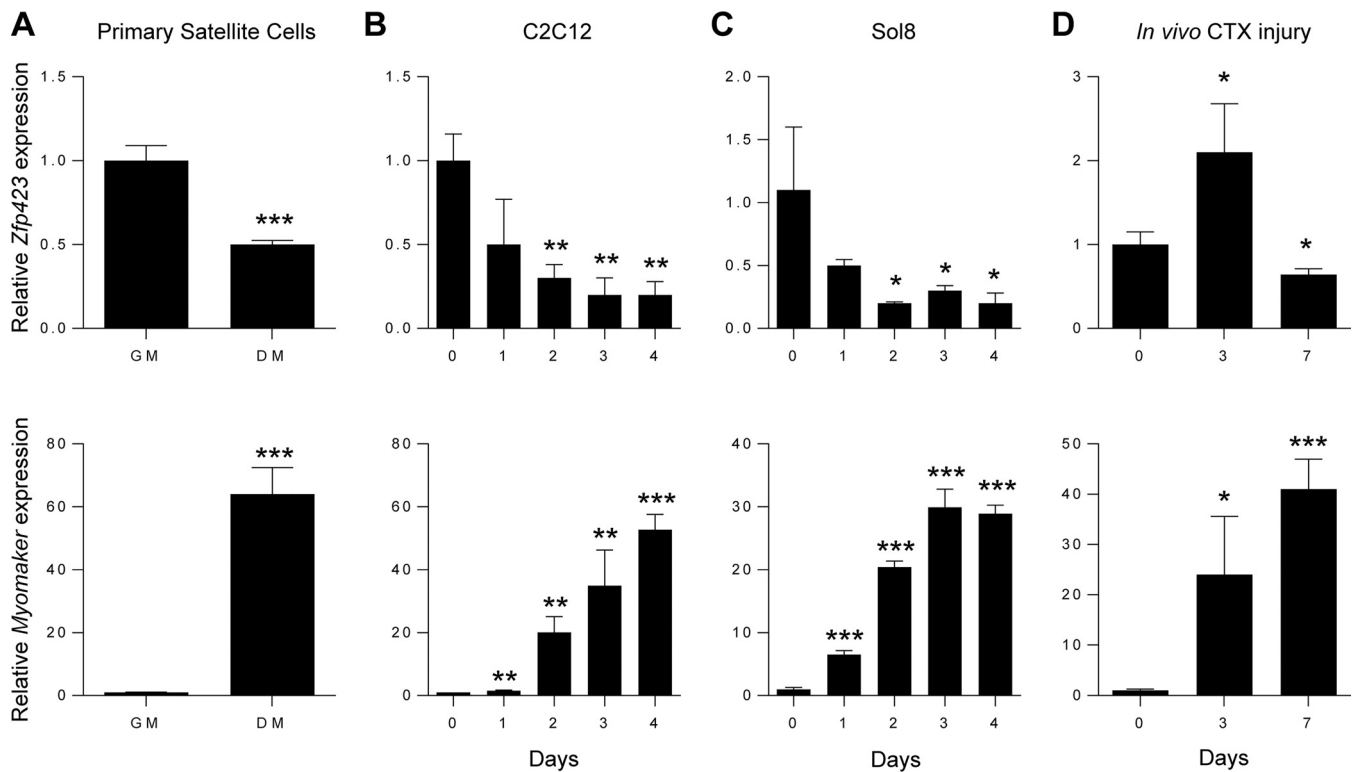 A Primary Satellite Cells
B C2C12
C Sol8
D In vivo CTX injury
Relative Zfp423 expression
1.5
1.0
0.5
0.0
***
GM DM
1.5
1.0
0.5
0.0
** ** **
0 1 2 3 4
2.0
1.5
1.0
0.5
0.0
* * *
0 1 2 3 4
3
2
1
0
* *
0 3 7
Relative Myomaker expression
80
60
40
20
0
***
GM DM
80
60
40
20
0
** ** ** ***
0 1 2 3 4
Days
40
30
20
10
0
*** *** *** ***
0 1 2 3 4
Days
50
40
30
20
10
0
* ***
0 3 7
Days